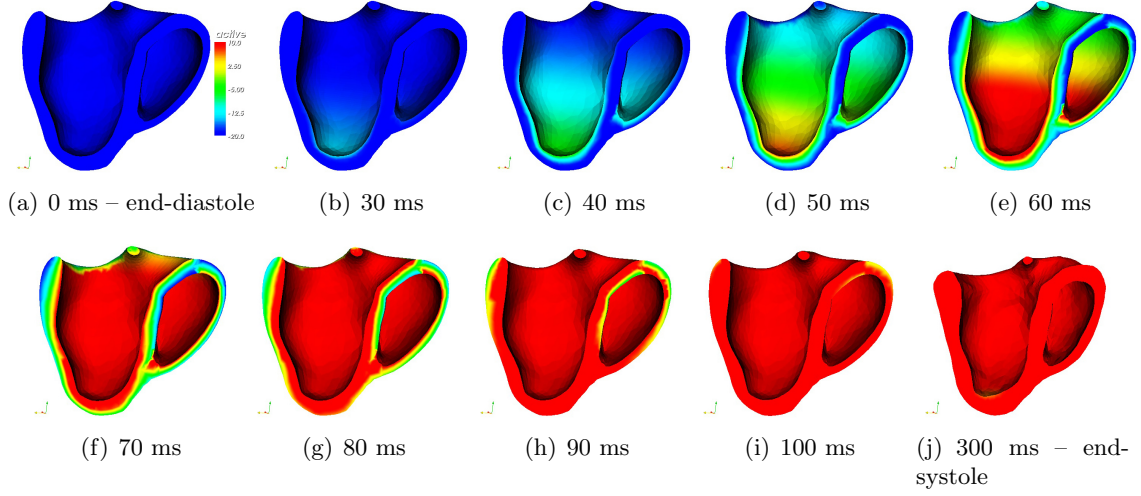 active
10.0
2.50
-5.00
-12.5
-20.0
(a) 0 ms – end-diastole
(b) 30 ms
(c) 40 ms
(d) 50 ms
(e) 60 ms
(f) 70 ms
(g) 80 ms
(h) 90 ms
(i) 100 ms
(j) 300 ms – end-
systole